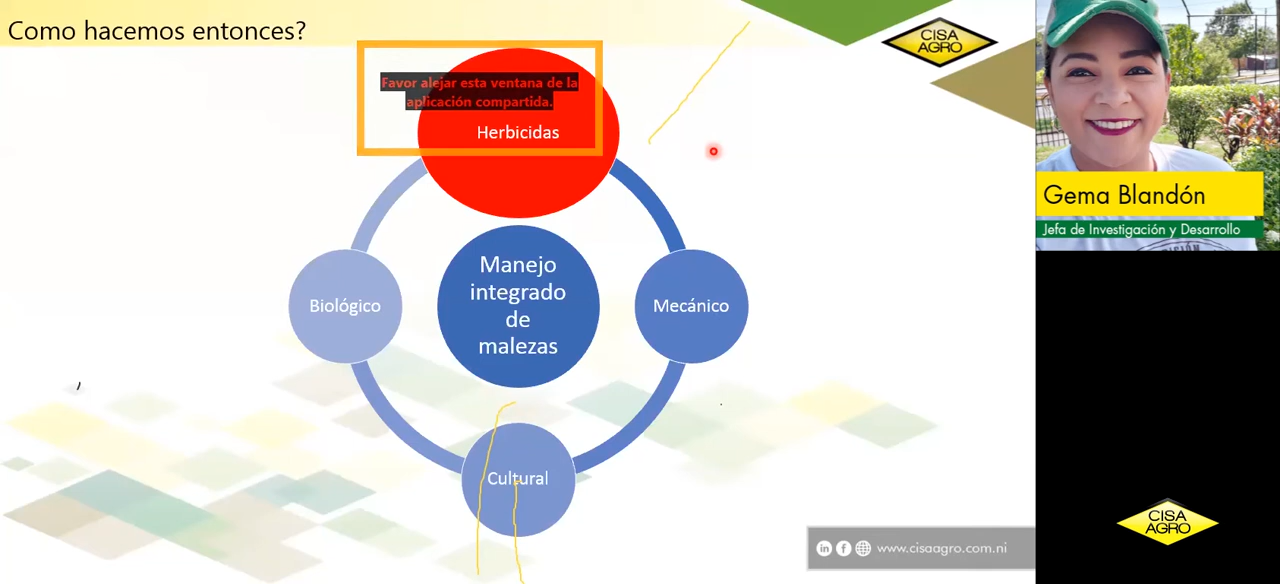 Como hacemos entonces?
CISA
AGRO
Favor alejar esta ventana de la
aplicación compartida.
Herbicidas
Manejo
integrado
de
malezas
Biológico
Mecánico
Cultural
www.cisaagro.com.ni
Gema Blandón
Jefa de Investigación y Desarrollo
CISA
AGRO